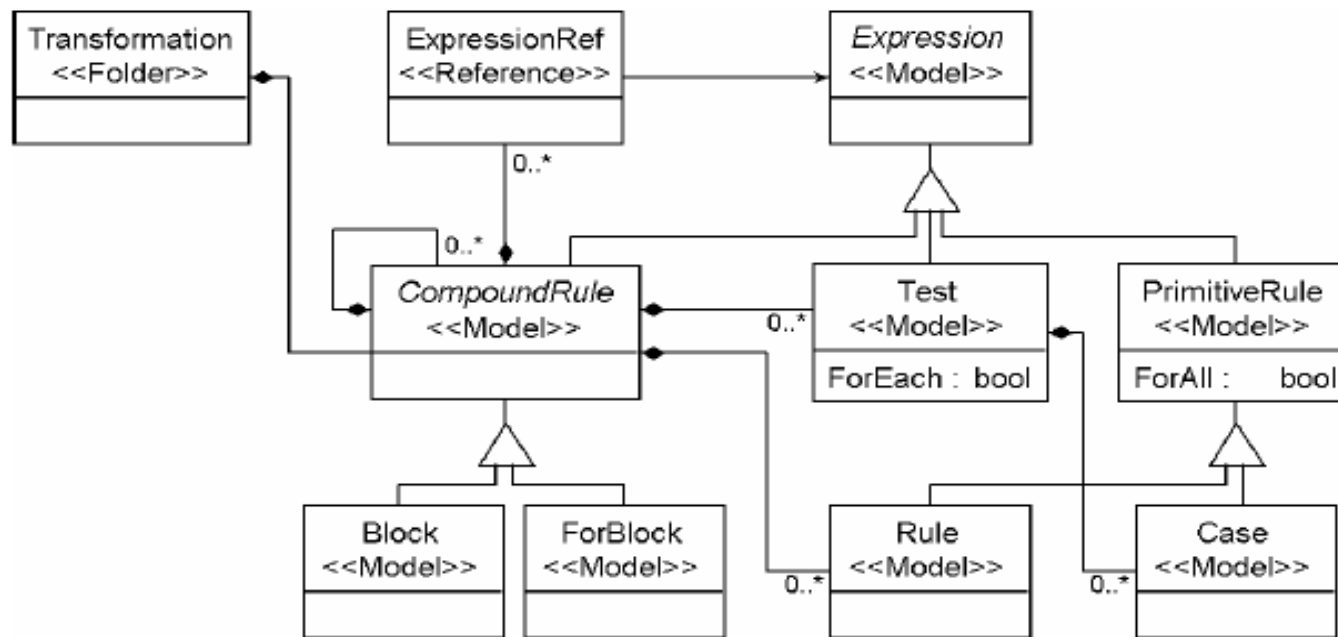 Transformation
<<Folder>>
ExpressionRef
<<Reference>>
Expression
<<Model>>
0..*
0..*
CompoundRule
<<Model>>
0..*
Test
<<Model>>
ForEach : bool
PrimitiveRule
<<Model>>
ForAll : bool
Block
<<Model>>
ForBlock
<<Model>>
0..*
Rule
<<Model>>
0..*
Case
<<Model>>